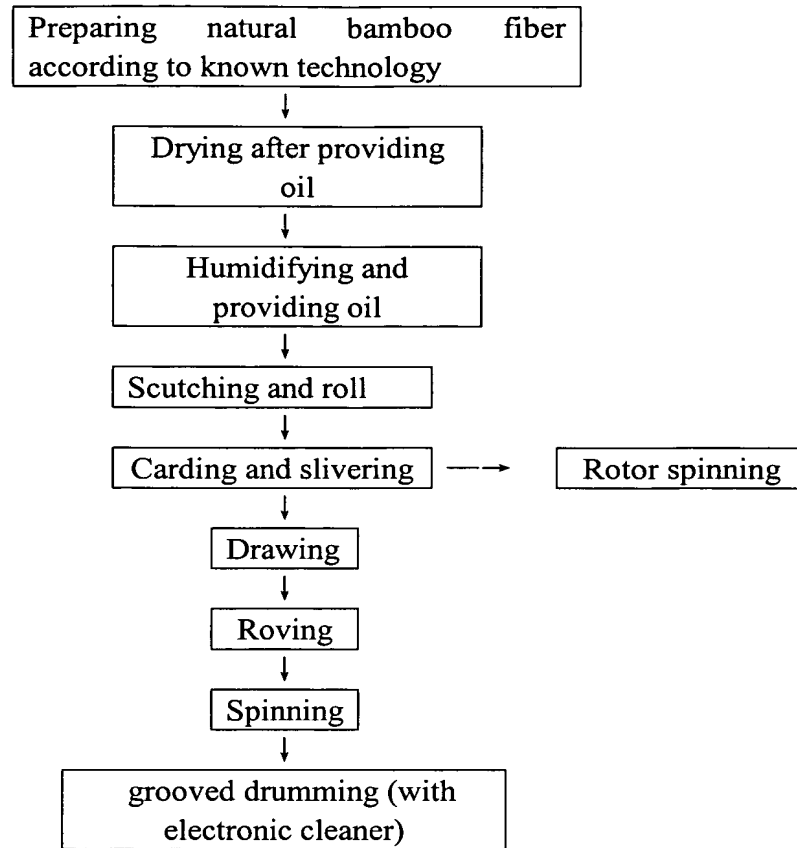 Preparing natural bamboo fiber
according to known technology
Drying after providing
oil
Humidifying and
providing oil
Scutching and roll
Carding and slivering
Rotor spinning
Drawing
Roving
Spinning
grooved drumming (with
electronic cleaner)